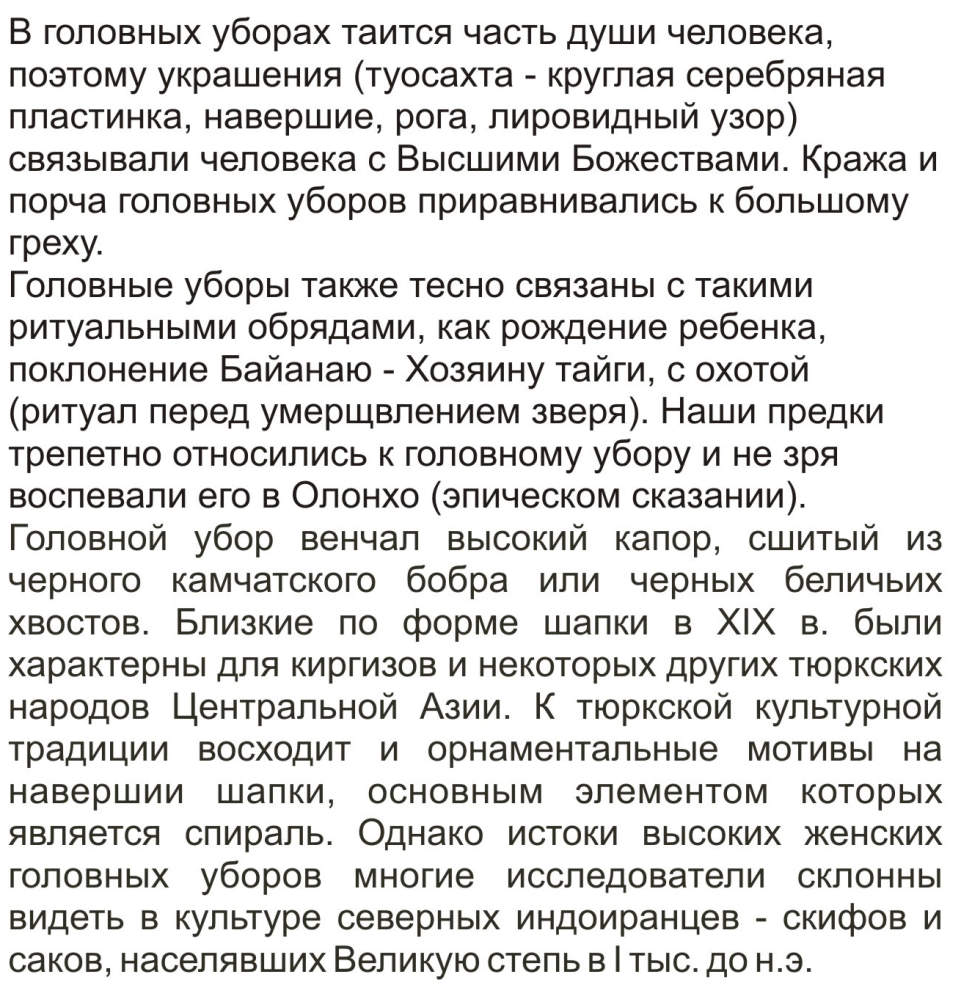 В головных уборах таится часть души человека,
поэтому украшения (туосахта - круглая серебряная
пластинка, навершие, рога, лировидный узор)
связывали человека с Высшими Божествами. Кража и
порча головных уборов приравнивались к большому
греху.
Головные уборы также тесно связаны с такими
ритуальными обрядами, как рождение ребенка,
поклонение Байанаю - Хозяину тайги, с охотой
(ритуал перед умерщвлением зверя). Наши предки
трепетно относились к головному убору и не зря
воспевали его в Олонхо (эпическом сказании).
Головной убор венчал высокий капор, сшитый из
черного камчатского бобра или черных беличьих
хвостов. Близкие по форме шапки в XIX в. были
характерны для киргизов и некоторых других тюркских
народов Центральной Азии. К тюркской культурной
традиции восходит и орнаментальные мотивы на
навершии шапки, основным элементом которых
является спираль. Однако истоки высоких женских
головных уборов многие исследователи склонны
видеть в культуре северных индоиранцев - скифов и
саков, населявших Великую степь в I тыс. до н.э.